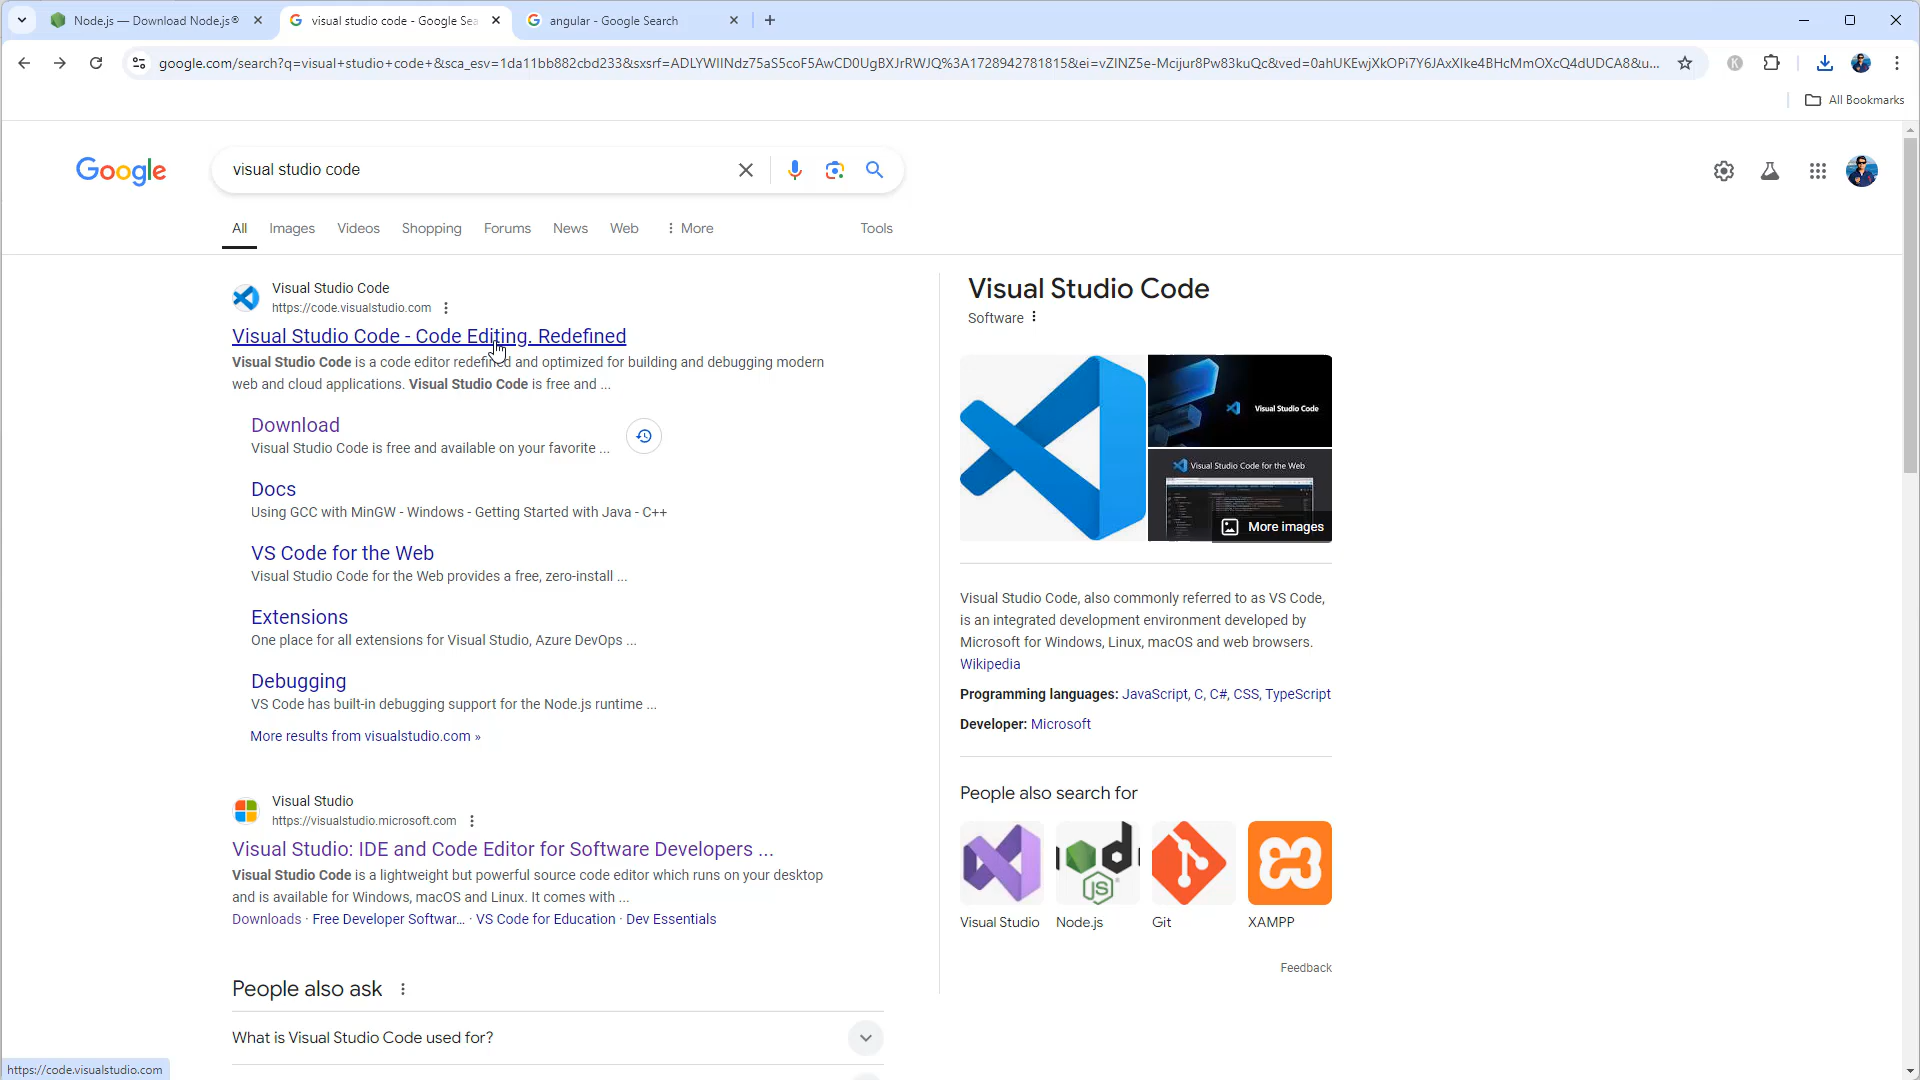 Node.js — Download Node.js®
visual studio code - Google Sea
angular - Google Search
google.com/search?q=visual+studio+code+&sca_esv=1da11bb882cbd233&sxsrf=ADLYWIINdz75aS5coF5AwCD0UgBXJrRWJQ%3A1728942781815&ei=vZINZ5e-Mcijur8Pw83kuQc&ved=0ahUKEwjXkOPi7Y6JAxXIke4BHcMmOXcQ4dUDCA8&u...
All Bookmarks
Google
visual studio code
All
Images
Videos
Shopping
Forums
News
Web
More
Tools
Visual Studio Code
https://code.visualstudio.com
Visual Studio Code - Code Editing. Redefined
Visual Studio Code is a code editor redefined and optimized for building and debugging modern
web and cloud applications. Visual Studio Code is free and ...
Download
Visual Studio Code is free and available on your favorite ...
Docs
Using GCC with MinGW - Windows - Getting Started with Java - C++
VS Code for the Web
Visual Studio Code for the Web provides a free, zero-install ...
Extensions
One place for all extensions for Visual Studio, Azure DevOps ...
Debugging
VS Code has built-in debugging support for the Node.js runtime ...
More results from visualstudio.com »
Visual Studio
https://visualstudio.microsoft.com
Visual Studio: IDE and Code Editor for Software Developers ...
Visual Studio Code is a lightweight but powerful source code editor which runs on your desktop
and is available for Windows, macOS and Linux. It comes with ...
Downloads · Free Developer Softwar... · VS Code for Education · Dev Essentials
People also ask
What is Visual Studio Code used for?
Visual Studio Code
Software
Visual Studio Code
Visual Studio Code for the Web
More images
Visual Studio Code, also commonly referred to as VS Code,
is an integrated development environment developed by
Microsoft for Windows, Linux, macOS and web browsers.
Wikipedia
Programming languages: JavaScript, C, C#, CSS, TypeScript
Developer: Microsoft
People also search for
Visual Studio
Node.js
Git
XAMPP
Feedback
https://code.visualstudio.com